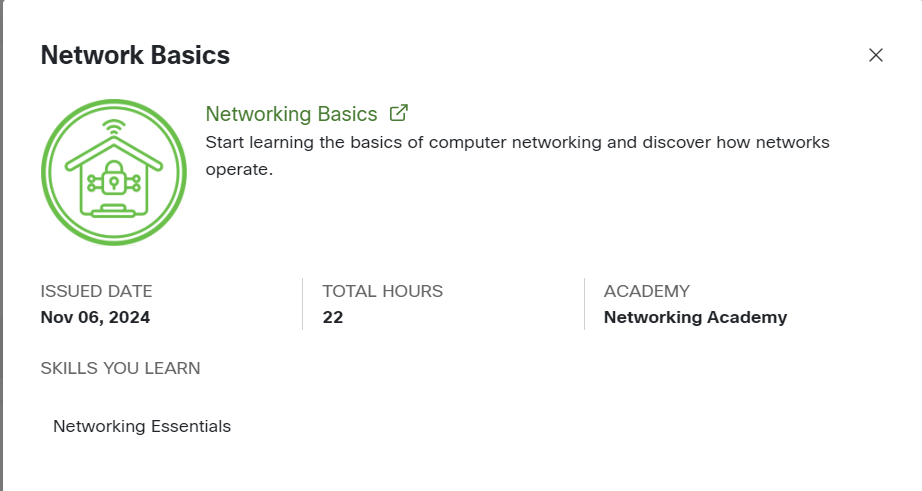 Network Basics
Networking Basics
Start learning the basics of computer networking and discover how networks
operate.
ISSUED DATE
Nov 06, 2024
TOTAL HOURS
22
ACADEMY
Networking Academy
SKILLS YOU LEARN
Networking Essentials